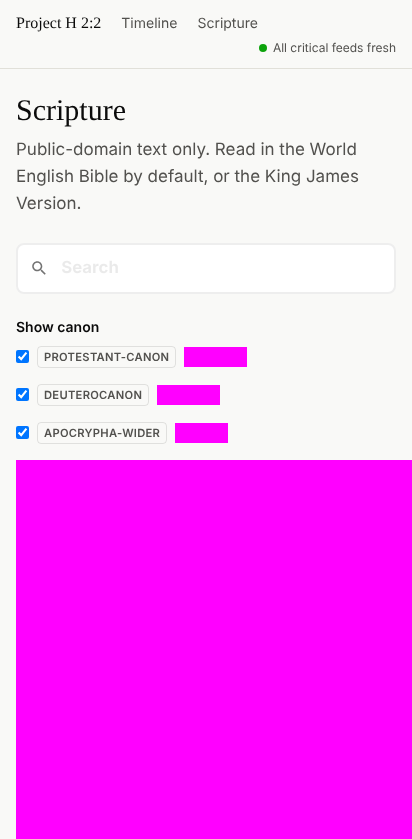 Project H 2:2 Timeline Scripture
All critical feeds fresh
Scripture
Public-domain text only. Read in the World
English Bible by default, or the King James
Version.
Search
Show canon
PROTESTANT-CANON
DEUTEROCANON
APOCRYPHA-WIDER